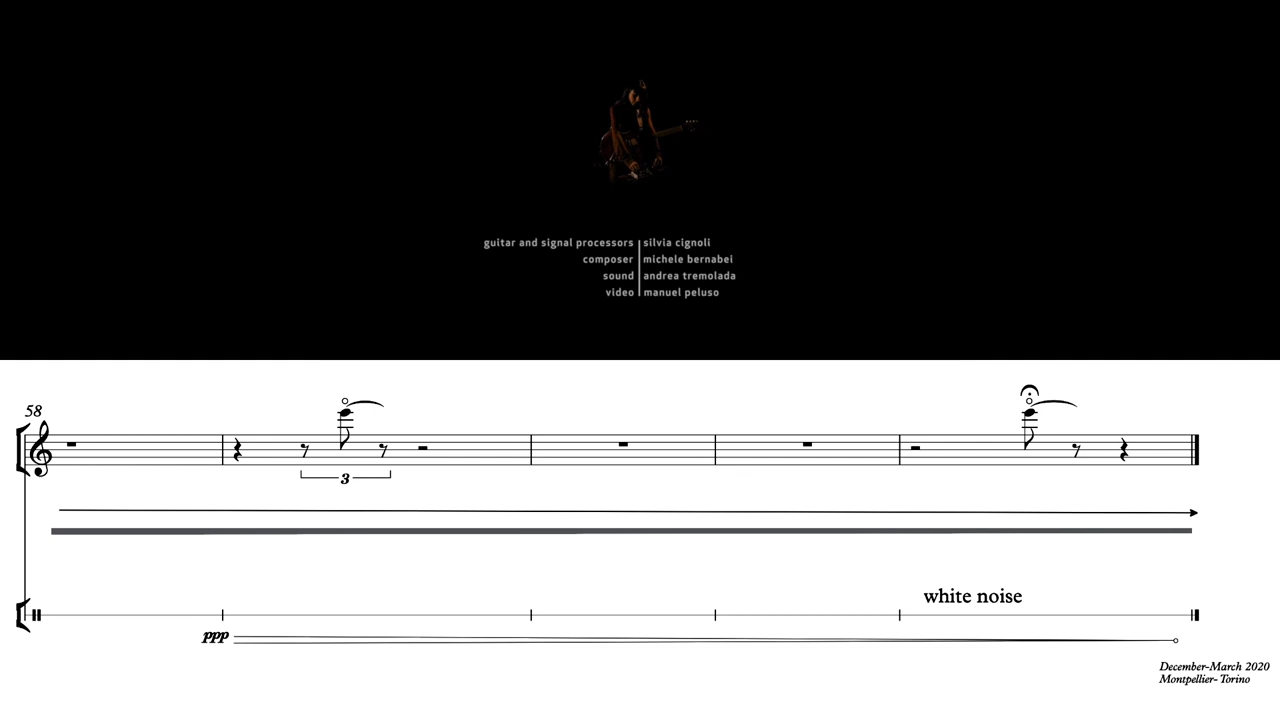 guitar and signal processors silvia cignoli
composer michele bernabei
sound andrea tremolada
video manuel peluso
58
3
white noise
ppp
December-March 2020
Montpellier-Torino